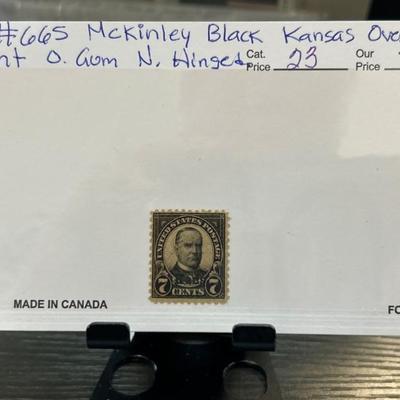 #665 McKinley Black Kansas Ove
nt O. Gum N. Hinged Cat. Price 23 Our Price
UNITED STATES POSTAGE
7 CENTS 7
MADE IN CANADA
FO